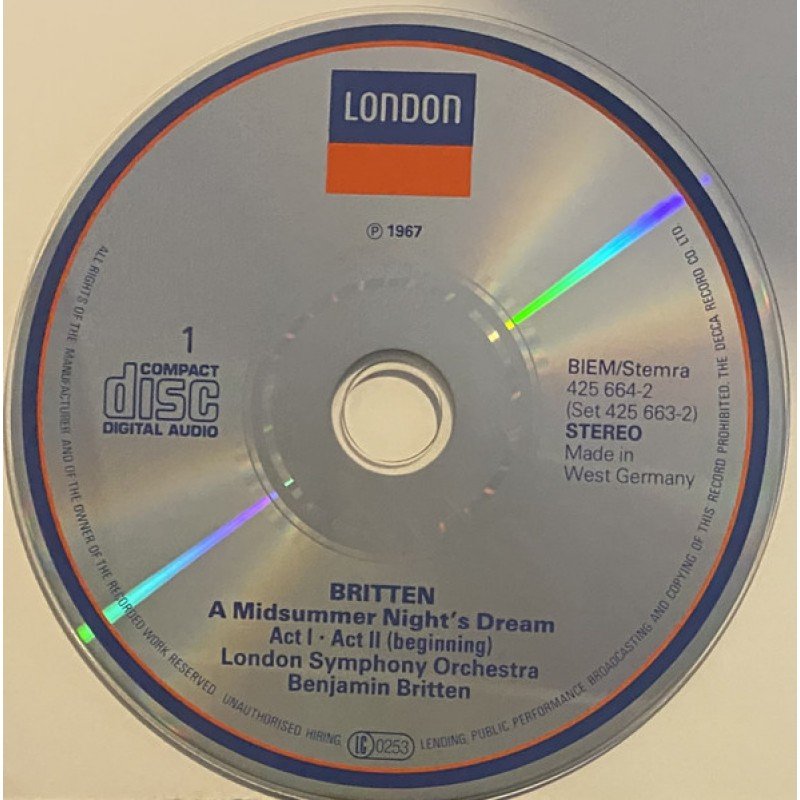 LONDON
℗ 1967
1
COMPACT
disc
DIGITAL AUDIO
BIEM/Stemra
425 664-2
(Set 425 663-2)
STEREO
Made in
West Germany
BRITTEN
A Midsummer Night's Dream
Act I · Act II (beginning)
London Symphony Orchestra
Benjamin Britten
ALL RIGHTS OF THE MANUFACTURER AND OF THE OWNER OF THE RECORDED WORK RESERVED. UNAUTHORISED HIRING, LC 0253 LENDING, PUBLIC PERFORMANCE BROADCASTING AND COPYING OF THIS RECORD PROHIBITED. THE DECCA RECORD CO LTD